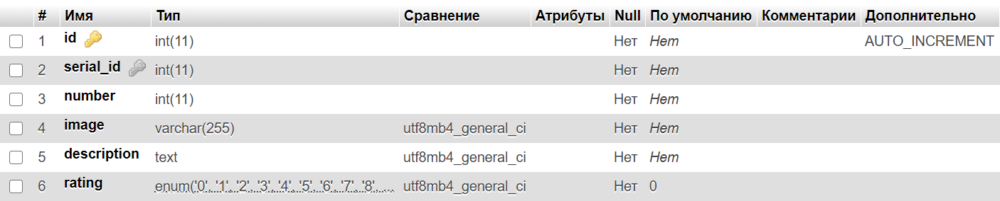 # Имя Тип Сравнение Атрибуты Null По умолчанию Комментарии Дополнительно
1 id int(11) Нет Нет AUTO_INCREMENT
2 serial_id int(11) Нет Нет
3 number int(11) Нет Нет
4 image varchar(255) utf8mb4_general_ci Нет Нет
5 description text utf8mb4_general_ci Нет Нет
6 rating enum('0', '1', '2', '3', '4', '5', '6', '7', '8', ... utf8mb4_general_ci Нет 0